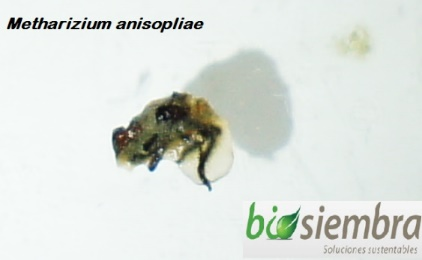 Metharizium anisopliae
biosiembra
Soluciones sustentables